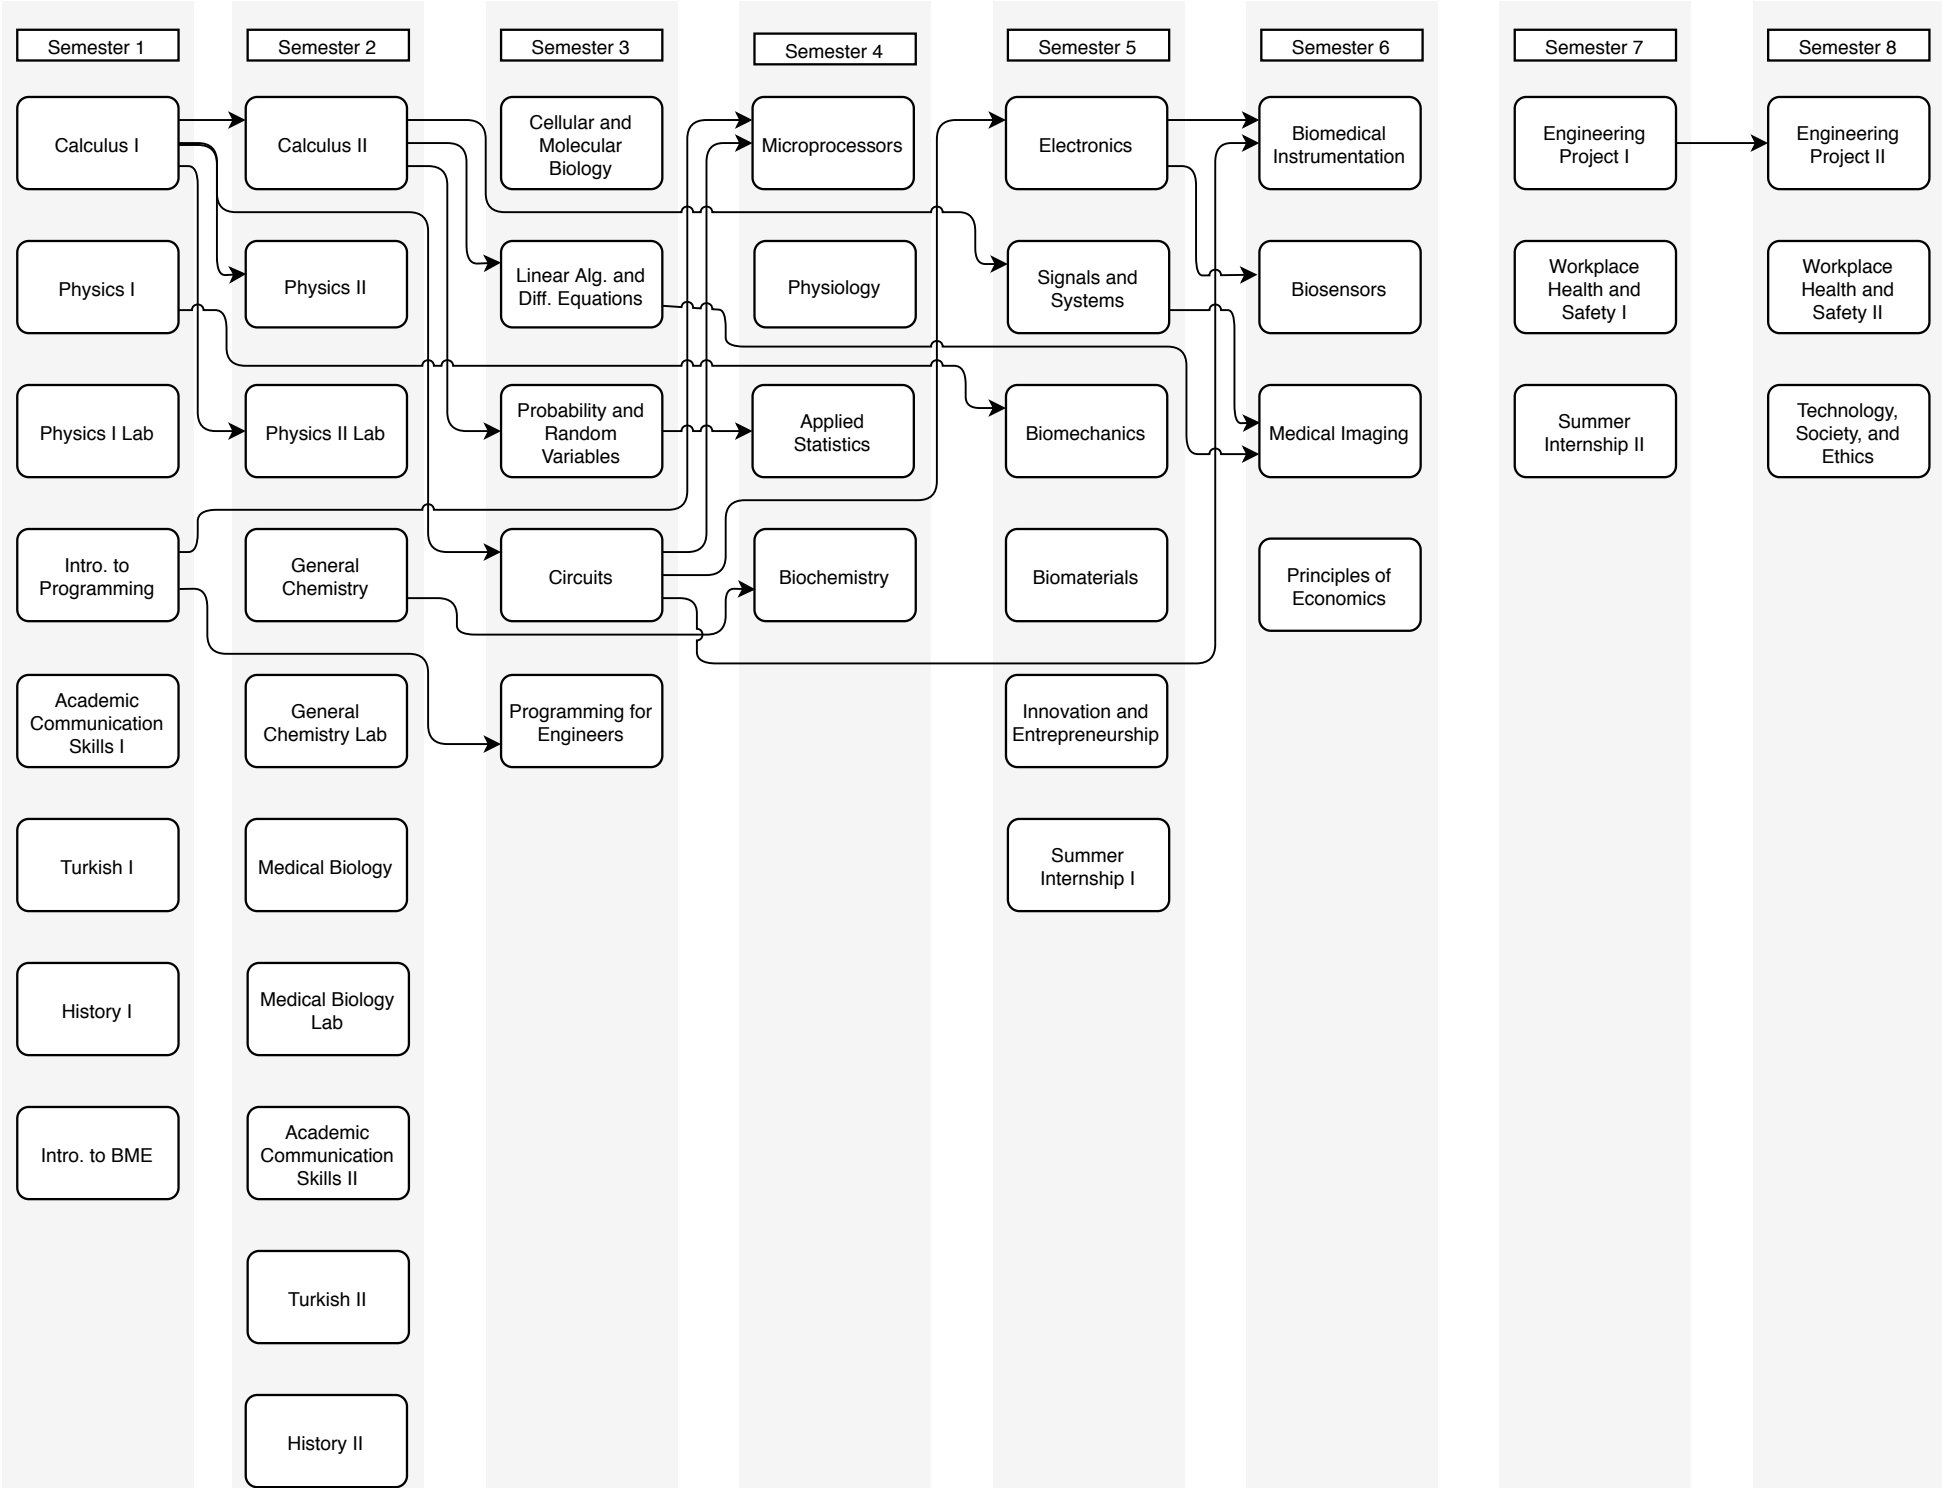 Semester 1
Semester 2
Semester 3
Semester 4
Semester 5
Semester 6
Semester 7
Semester 8
Calculus I
Calculus II
Cellular and
Molecular
Biology
Microprocessors
Electronics
Biomedical
Instrumentation
Engineering
Project I
Engineering
Project II
Physics I
Physics II
Linear Alg. and
Diff. Equations
Physiology
Signals and
Systems
Biosensors
Workplace
Health and
Safety I
Workplace
Health and
Safety II
Physics I Lab
Physics II Lab
Probability and
Random
Variables
Applied
Statistics
Biomechanics
Medical Imaging
Summer
Internship II
Technology,
Society, and
Ethics
Intro. to
Programming
General
Chemistry
Circuits
Biochemistry
Biomaterials
Principles of
Economics
Academic
Communication
Skills I
General
Chemistry Lab
Programming for
Engineers
Innovation and
Entrepreneurship
Turkish I
Medical Biology
Summer
Internship I
History I
Medical Biology
Lab
Intro. to BME
Academic
Communication
Skills II
Turkish II
History II